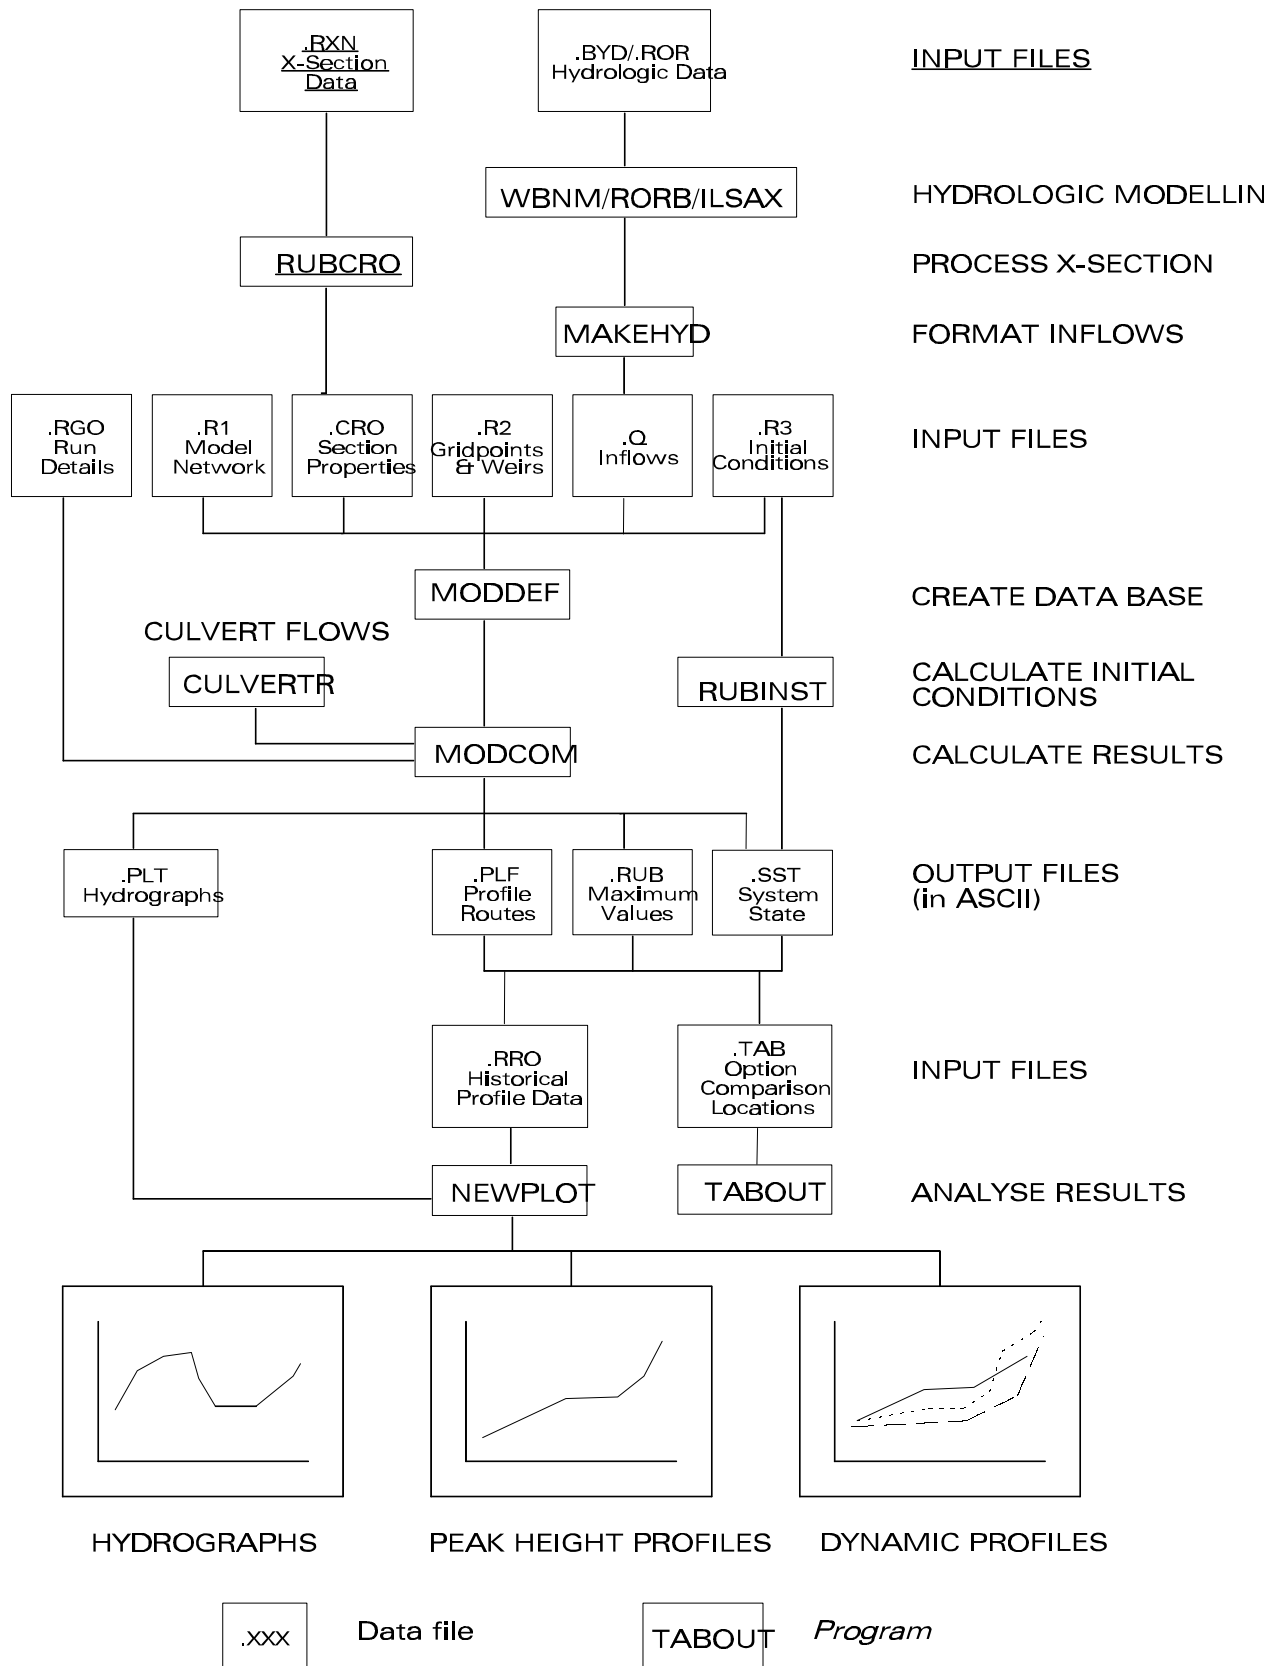 .RXN
X-Section
Data
.BYD/.ROR
Hydrologic Data
INPUT FILES
WBNM/RORB/ILSAX
HYDROLOGIC MODELLIN
RUBCRO
PROCESS X-SECTION
MAKEHYD
FORMAT INFLOWS
.RGO
Run
Details
.R1
Model
Network
.CRO
Section
Properties
.R2
Gridpoints
& Weirs
.Q
Inflows
.R3
Initial
Conditions
INPUT FILES
MODDEF
CREATE DATA BASE
CULVERT FLOWS
CULVERTR
RUBINST
CALCULATE INITIAL
CONDITIONS
MODCOM
CALCULATE RESULTS
.PLT
Hydrographs
.PLF
Profile
Routes
.RUB
Maximum
Values
.SST
System
State
OUTPUT FILES
(in ASCII)
.RRO
Historical
Profile Data
.TAB
Option
Comparison
Locations
INPUT FILES
NEWPLOT
TABOUT
ANALYSE RESULTS
HYDROGRAPHS
PEAK HEIGHT PROFILES
DYNAMIC PROFILES
.XXX
Data file
TABOUT
Program